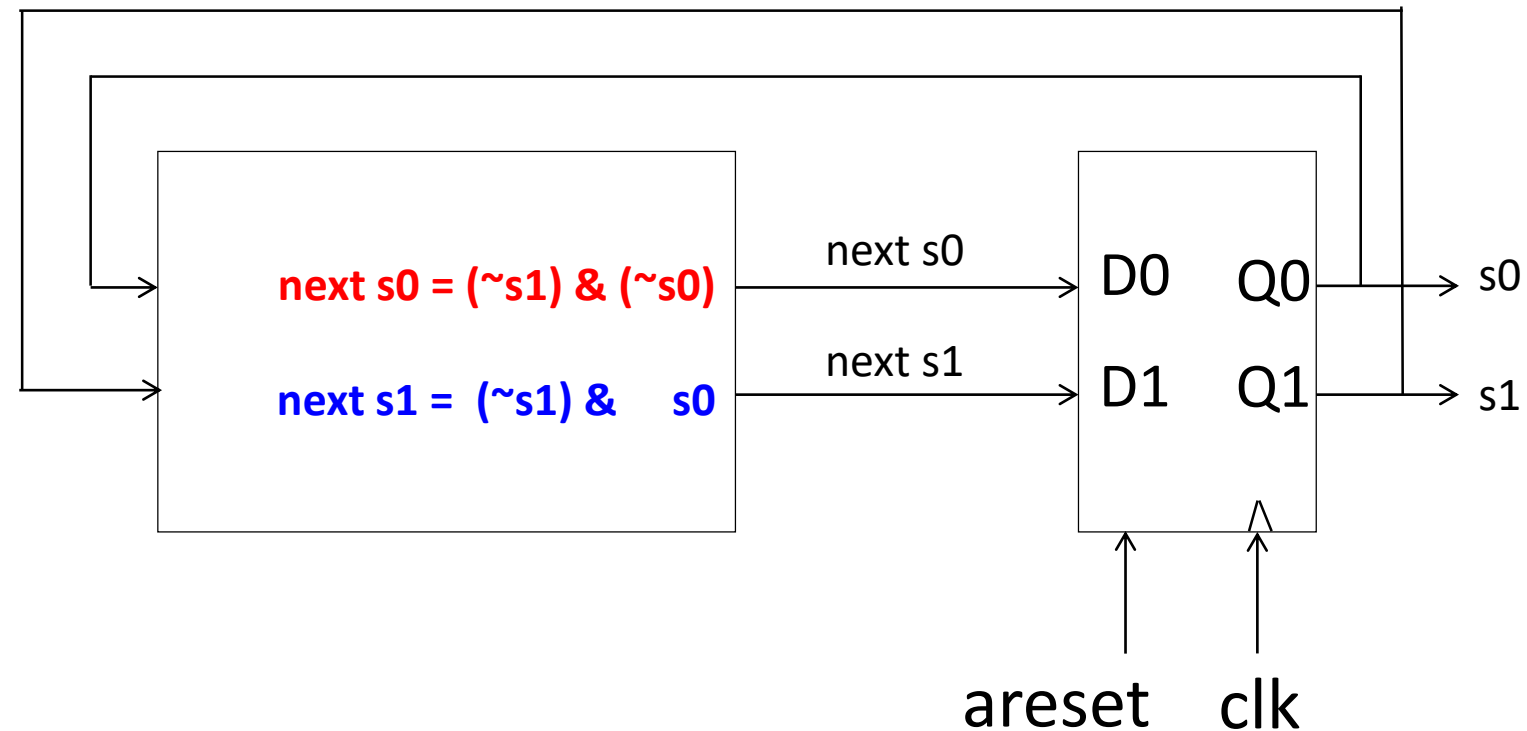 next s0 = (~s1) & (~s0)
next s1 = (~s1) & s0
next s0
next s1
D0 Q0
D1 Q1
s0
s1
areset clk